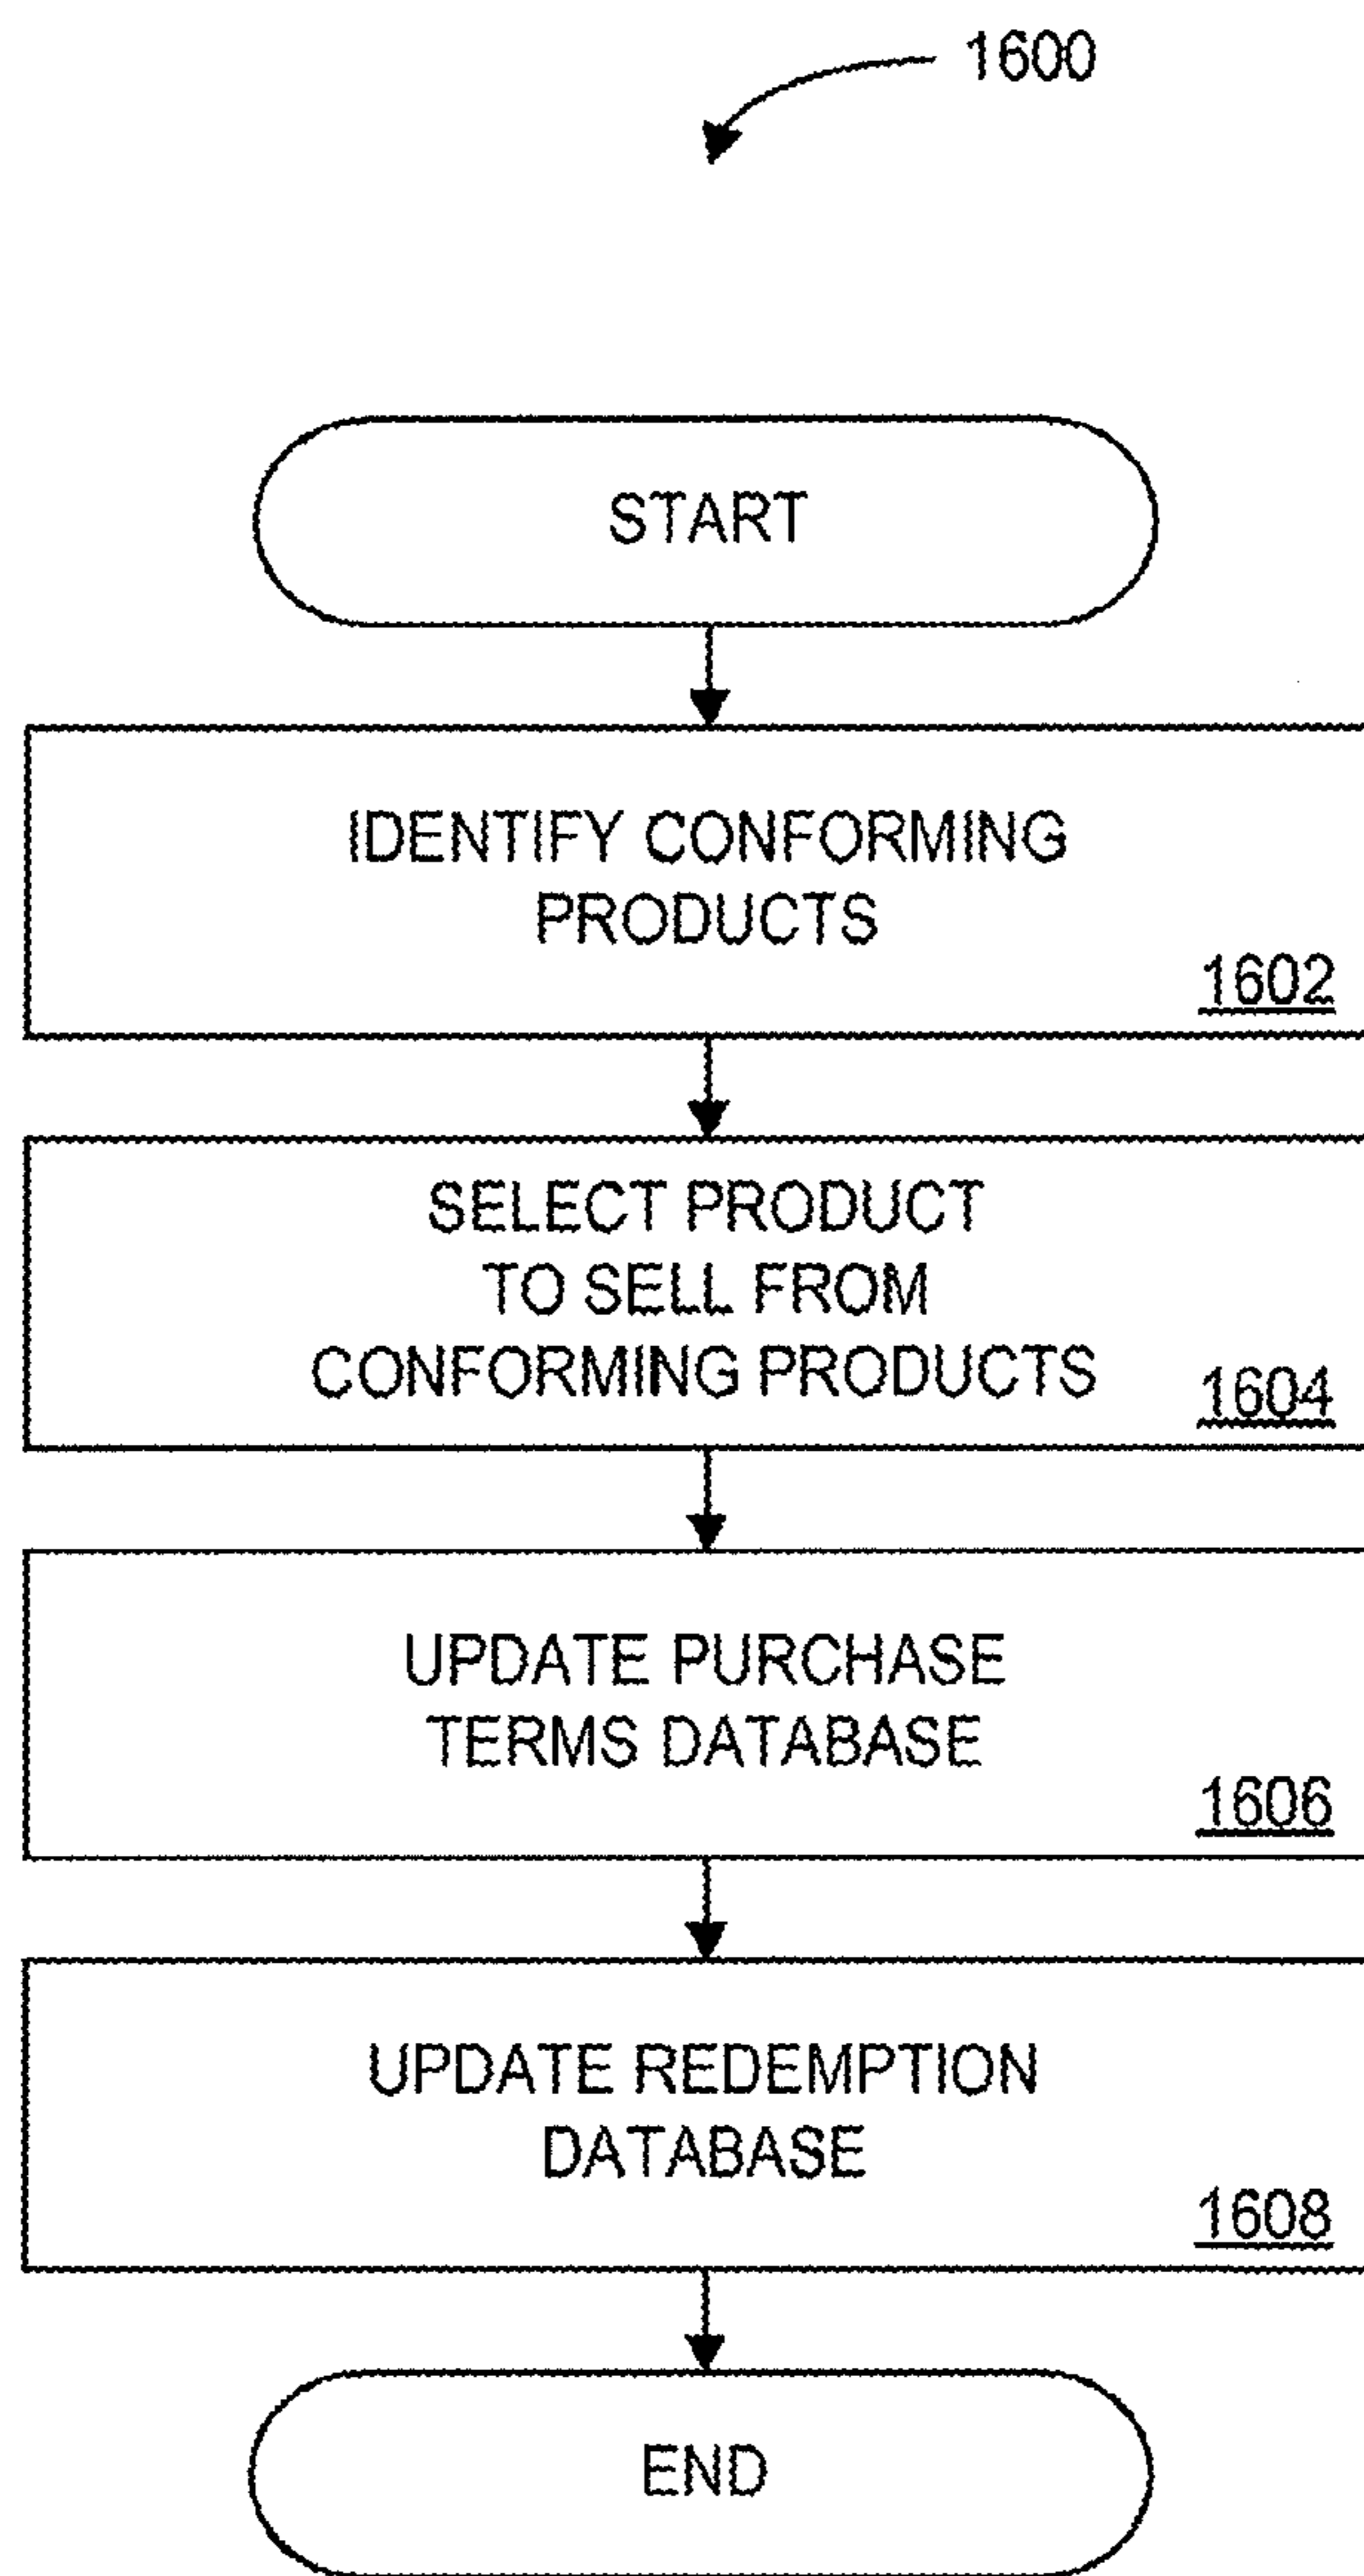 1600
START
IDENTIFY CONFORMING
PRODUCTS
1602
SELECT PRODUCT
TO SELL FROM
CONFORMING PRODUCTS
1604
UPDATE PURCHASE
TERMS DATABASE
1606
UPDATE REDEMPTION
DATABASE
1608
END